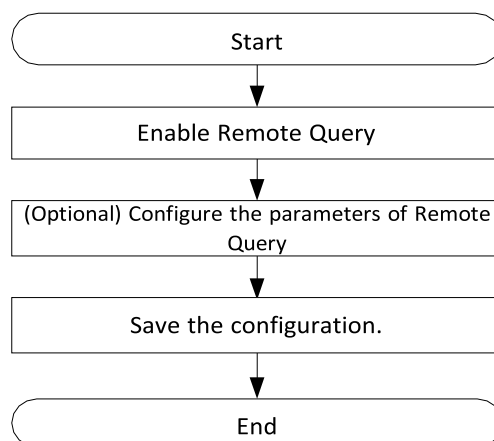 Start
Enable Remote Query
(Optional) Configure the parameters of Remote
Query
Save the configuration.
End